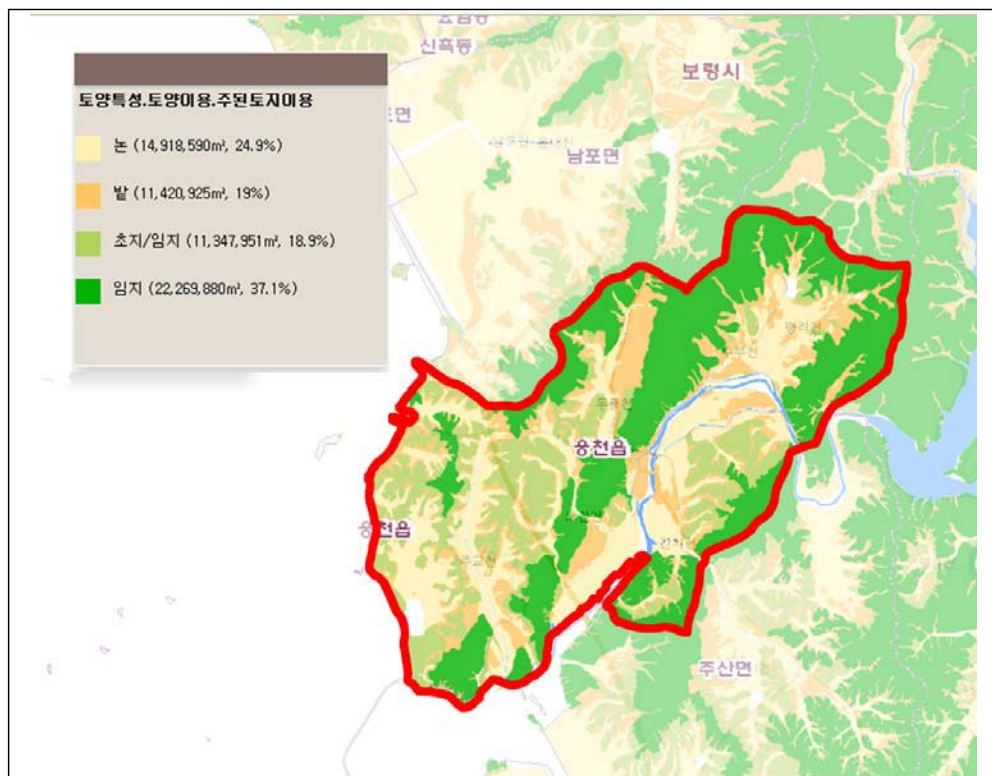 신흑동
보령시
토양특성.토양이용.주된토지이용
논 (14,918,590㎡, 24.9%)
밭 (11,420,925㎡, 19%)
초지/임지 (11,347,951㎡, 18.9%)
임지 (22,269,880㎡, 37.1%)
남포면
웅천읍
웅천읍
주산면